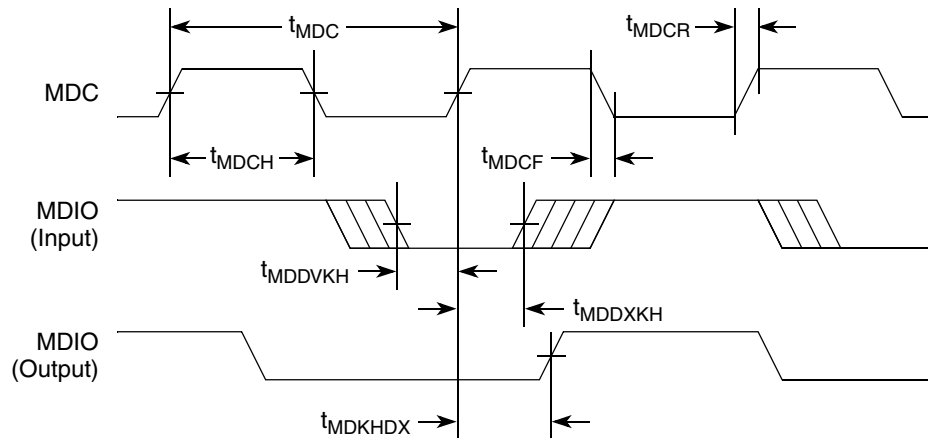 tMDC
tMDCR
MDC
tMDCH
tMDCF
MDIO
(Input)
tMDDVKH
tMDDXKH
MDIO
(Output)
tMDKHDX